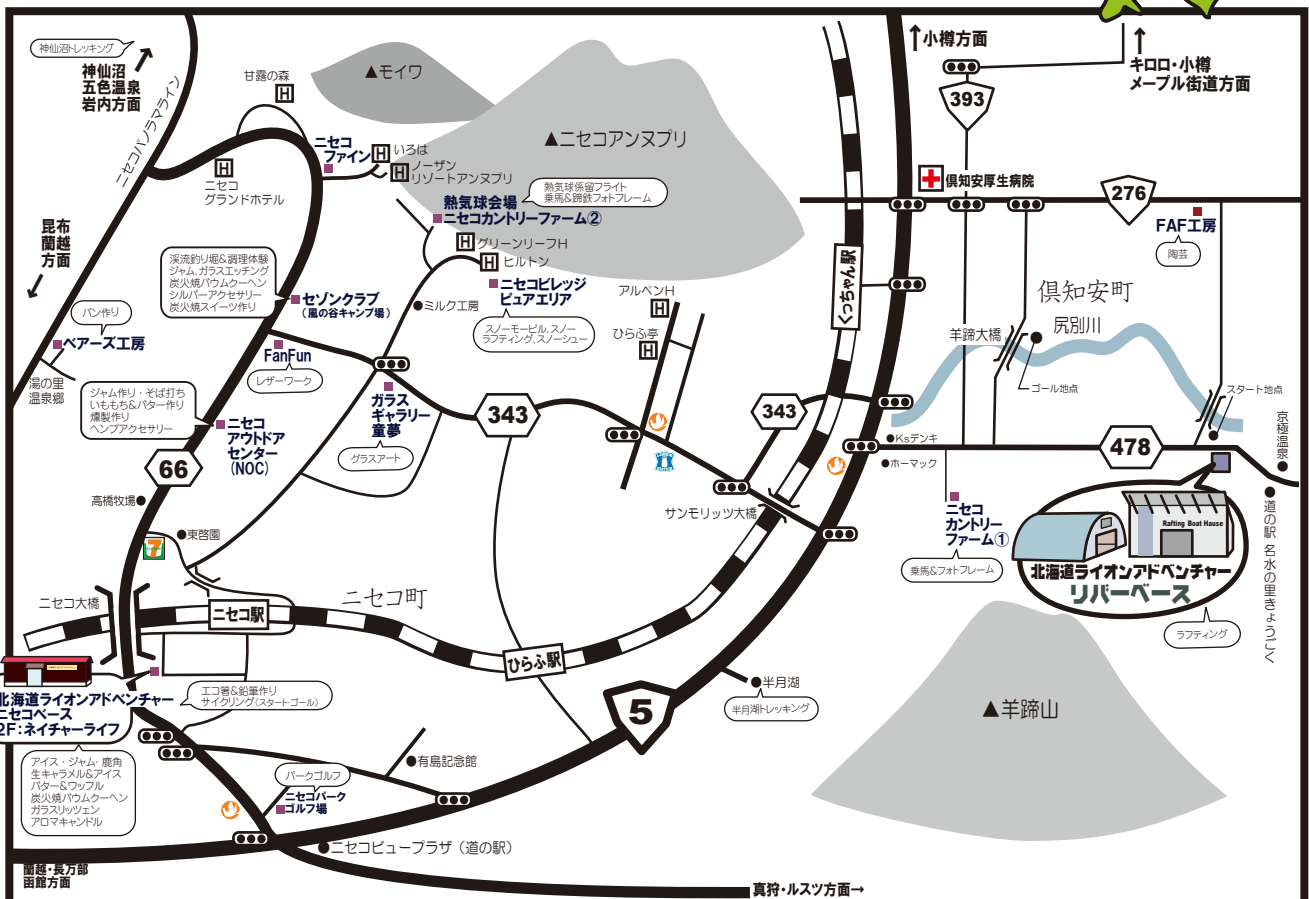 神仙沼トレッキング
神仙沼
五色温泉
岩内方面
ニセコパノラマライン
甘露の森
H
▲モイワ
▲ニセコアンヌプリ
↑小樽方面
393
キロロ・小樽
メープル街道方面
ニセコ
ファイン
H いろは
H ノーザン
リゾートアンヌプリ
H
ニセコ
グランドホテル
熱気球会場
ニセコカントリーファーム②
熱気球係留フライト
乗馬&蹄鉄フォトフレーム
倶知安厚生病院
276
FAF工房
陶芸
昆布
蘭越
方面
渓流釣り堀&調理体験
ジャム,ガラスエッチング
炭火焼バウムクーヘン
シルバーアクセサリー
炭火焼スイーツ作り
H グリーンリーフH
H ヒルトン
セゾンクラブ
(風の谷キャンプ場)
●ミルク工房
ニセコビレッジ
ピュアエリア
スノーモービル,スノー
ラフティング,スノーシュー
アルペンH
H
ひらふ亭
H
くっちゃん駅
倶知安町
尻別川
羊蹄大橋
ゴール地点
スタート地点
パン作り
ベアーズ工房
湯の里
温泉郷
FanFun
レザーワーク
ジャム作り・そば打ち
いももち&バター作り
燻製作り
ヘンプアクセサリー
ニセコ
アウトドア
センター
(NOC)
ガラス
ギャラリー
童夢
グラスアート
343
343
●Ksデンキ
●ホーマック
478
京極温泉
●道の駅 名水の里きょうごく
66
高橋牧場●
●東啓園
7
サンモリッツ大橋
ニセコ
カントリー
ファーム①
乗馬&フォトフレーム
Rafting Boat Hause
北海道ライオンアドベンチャー
リバーベース
ラフティング
ニセコ大橋
ニセコ駅
ニセコ町
ひらふ駅
●半月湖
半月湖トレッキング
5
▲羊蹄山
北海道ライオンアドベンチャー
ニセコベース
2F:ネイチャーライフ
エコ箸&鉛筆作り
サイクリング(スタート・ゴール)
アイス・ジャム・鹿角
生キャラメル&アイス
バター&ワッフル
炭火焼バウムクーヘン
ガラスリッツェン
アロマキャンドル
●有島記念館
パークゴルフ
ニセコパーク
ゴルフ場
●ニセコビュープラザ(道の駅)
蘭越・長万部
函館方面
真狩・ルスツ方面→